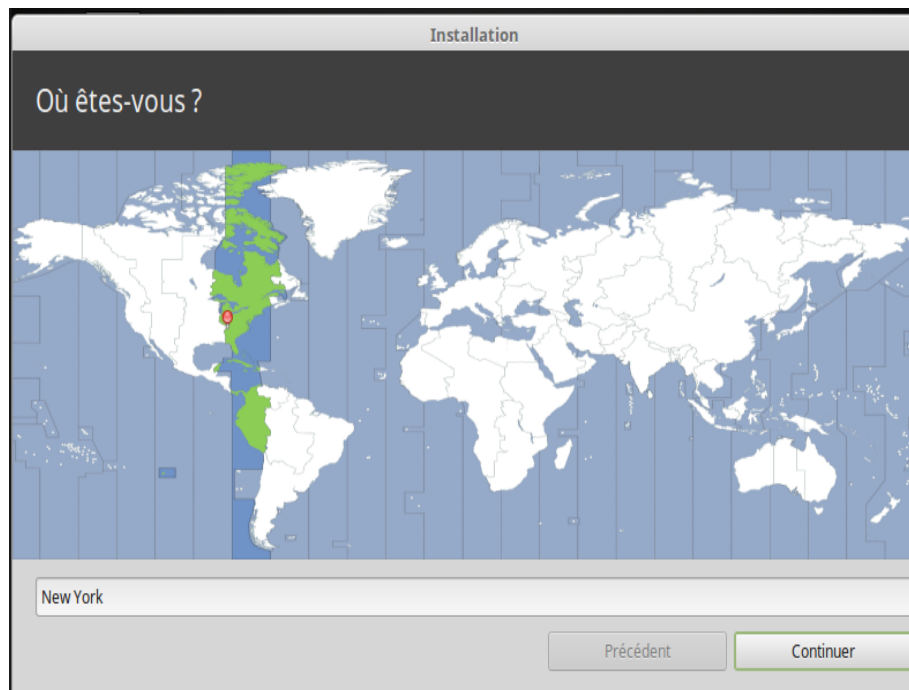 Installation
Où êtes-vous ?
New York
Précédent
Continuer